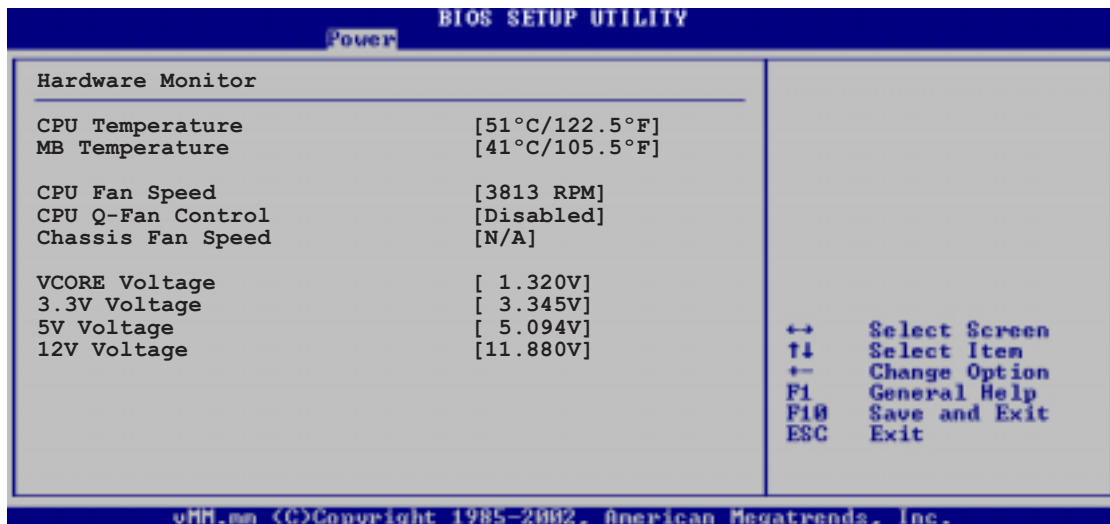 BIOS SETUP UTILITY
Power
Hardware Monitor
CPU Temperature [51°C/122.5°F]
MB Temperature [41°C/105.5°F]
CPU Fan Speed [3813 RPM]
CPU Q-Fan Control [Disabled]
Chassis Fan Speed [N/A]
VCORE Voltage [ 1.320V]
3.3V Voltage [ 3.345V]
5V Voltage [ 5.094V]
12V Voltage [11.880V]
↔ Select Screen
↑↓ Select Item
+- Change Option
F1 General Help
F10 Save and Exit
ESC Exit
vMM.mm (C)Copyright 1985-2002, American Megatrends, Inc.